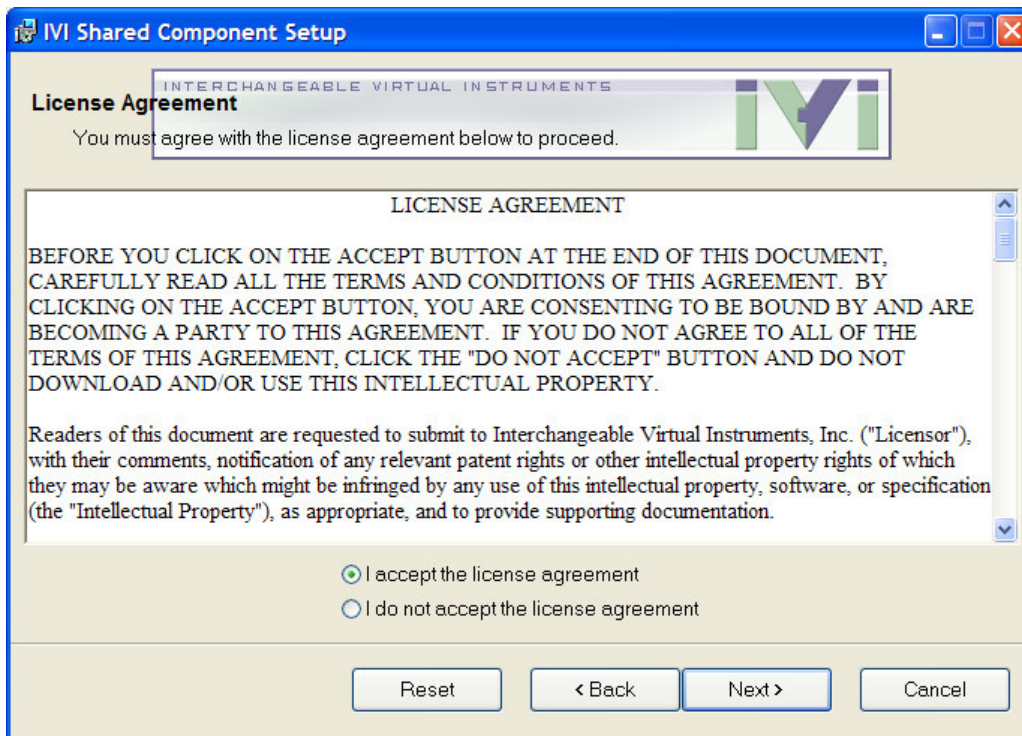 IVI Shared Component Setup
INTERCHANGEABLE VIRTUAL INSTRUMENTS
IVI
License Agreement
You must agree with the license agreement below to proceed.
LICENSE AGREEMENT
BEFORE YOU CLICK ON THE ACCEPT BUTTON AT THE END OF THIS DOCUMENT,
CAREFULLY READ ALL THE TERMS AND CONDITIONS OF THIS AGREEMENT.  BY
CLICKING ON THE ACCEPT BUTTON, YOU ARE CONSENTING TO BE BOUND BY AND ARE
BECOMING A PARTY TO THIS AGREEMENT.  IF YOU DO NOT AGREE TO ALL OF THE
TERMS OF THIS AGREEMENT, CLICK THE "DO NOT ACCEPT" BUTTON AND DO NOT
DOWNLOAD AND/OR USE THIS INTELLECTUAL PROPERTY.
Readers of this document are requested to submit to Interchangeable Virtual Instruments, Inc. ("Licensor"),
with their comments, notification of any relevant patent rights or other intellectual property rights of which
they may be aware which might be infringed by any use of this intellectual property, software, or specification
(the "Intellectual Property"), as appropriate, and to provide supporting documentation.
I accept the license agreement
I do not accept the license agreement
Reset
< Back
Next >
Cancel